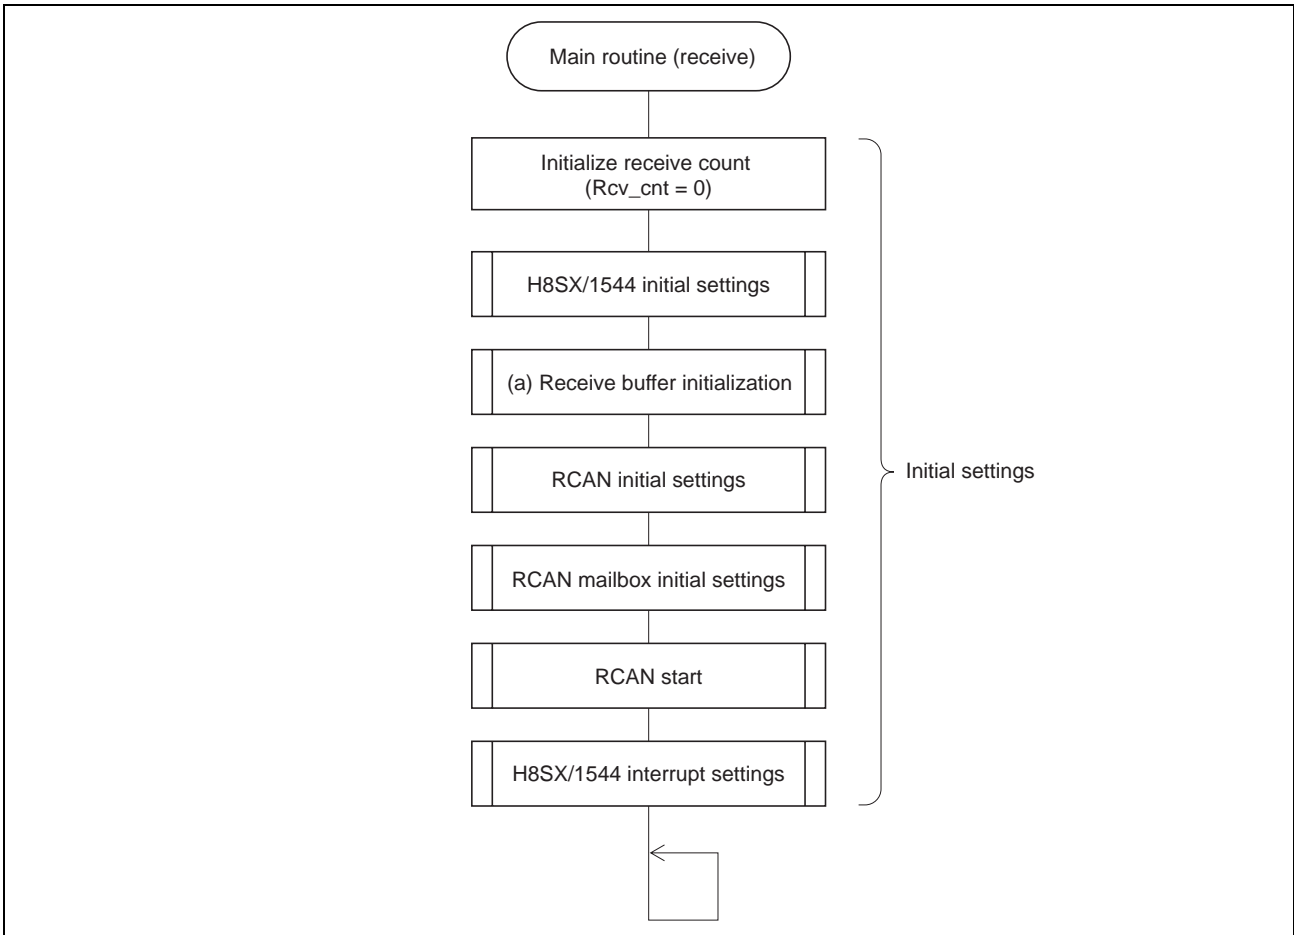 Main routine (receive)
Initialize receive count
(Rcv_cnt = 0)
H8SX/1544 initial settings
(a) Receive buffer initialization
RCAN initial settings
Initial settings
RCAN mailbox initial settings
RCAN start
H8SX/1544 interrupt settings